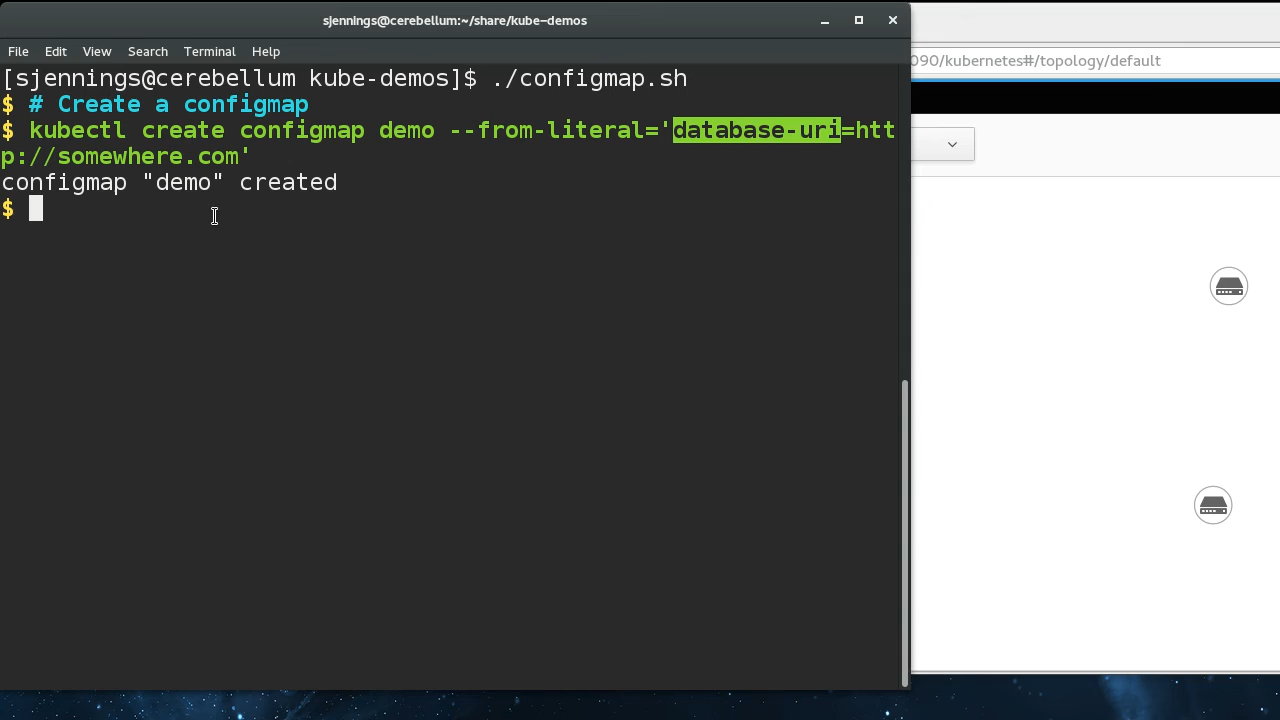 sjennings@cerebellum:~/share/kube-demos
File Edit View Search Terminal Help
[sjennings@cerebellum kube-demos]$ ./configmap.sh
$ # Create a configmap
$ kubectl create configmap demo --from-literal='database-uri=htt
p://somewhere.com'
configmap "demo" created
$
090/kubernetes#/topology/default